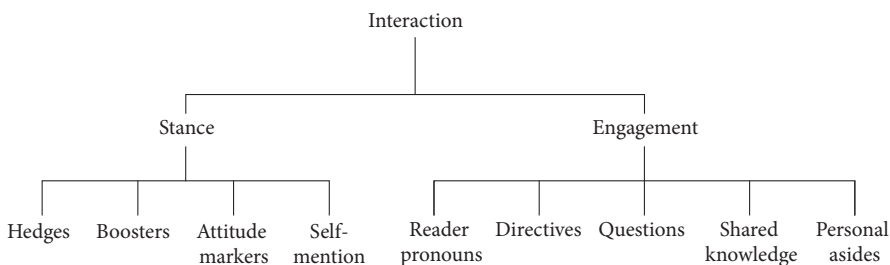 Interaction
Stance
Engagement
Hedges
Boosters
Attitude
markers
Self-
mention
Reader
pronouns
Directives
Questions
Shared
knowledge
Personal
asides